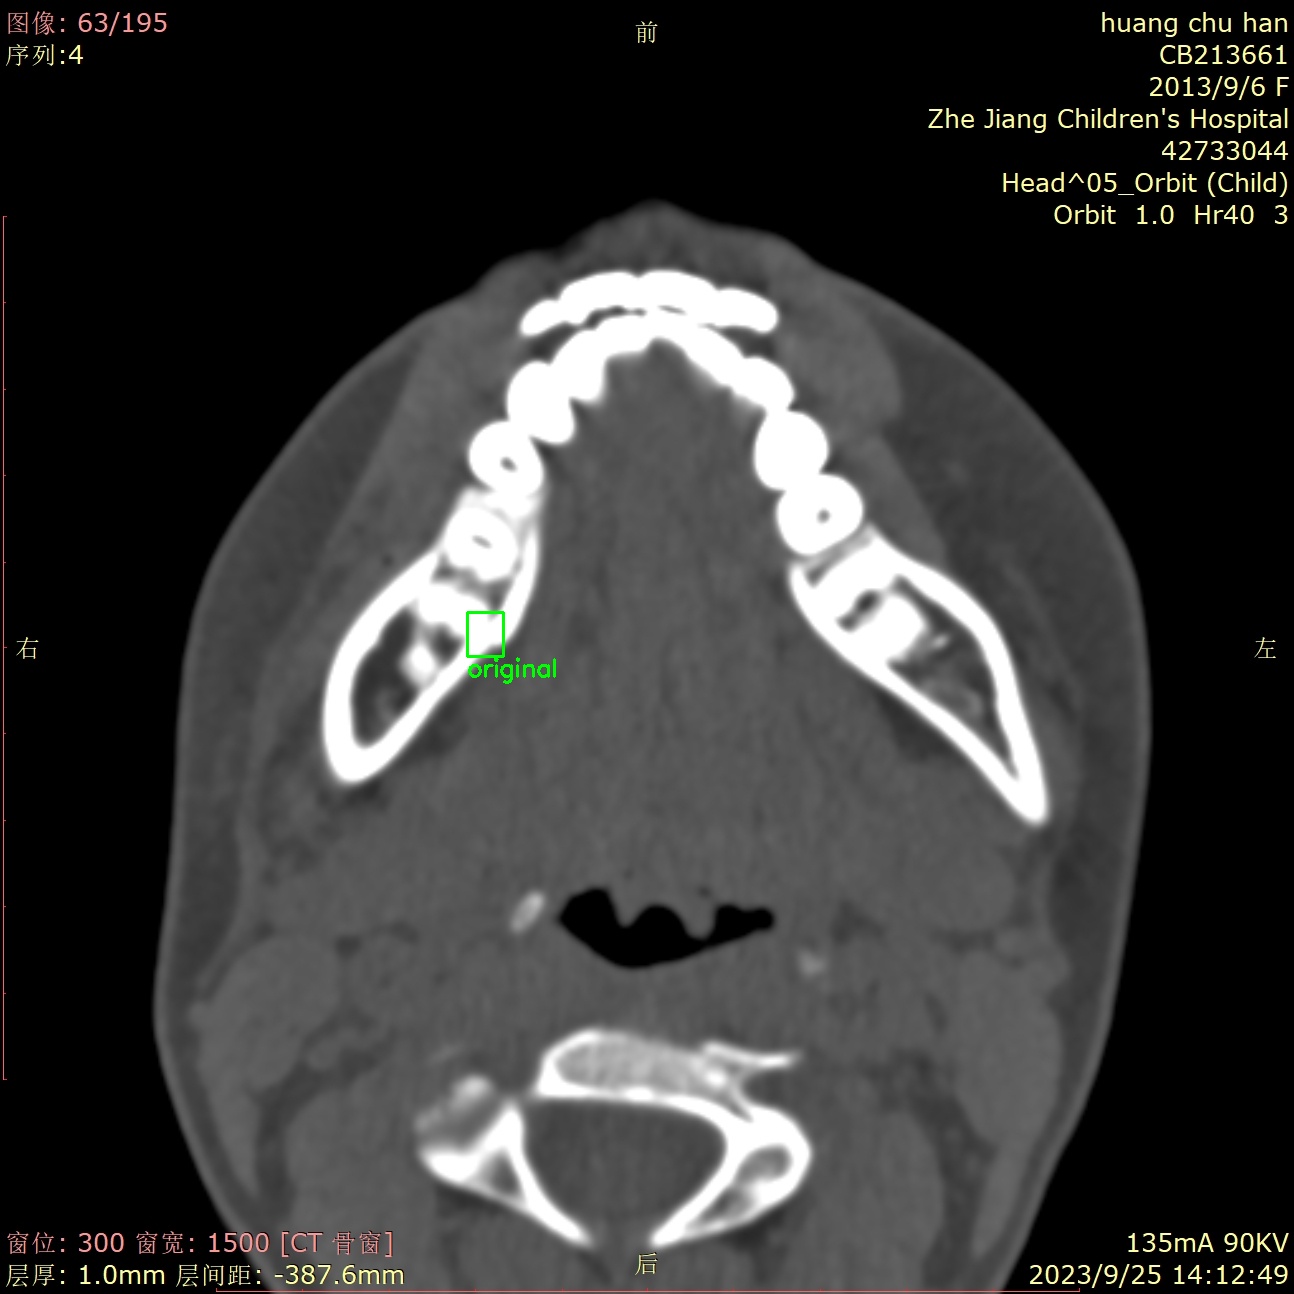 图像: 63/195
序列:4
前
huang chu han
CB213661
2013/9/6 F
Zhe Jiang Children's Hospital
42733044
Head^05_Orbit (Child)
Orbit 1.0 Hr40 3
右
左
original
窗位: 300 窗宽: 1500 [CT 骨窗]
层厚: 1.0mm 层间距: -387.6mm
后
135mA 90KV
2023/9/25 14:12:49